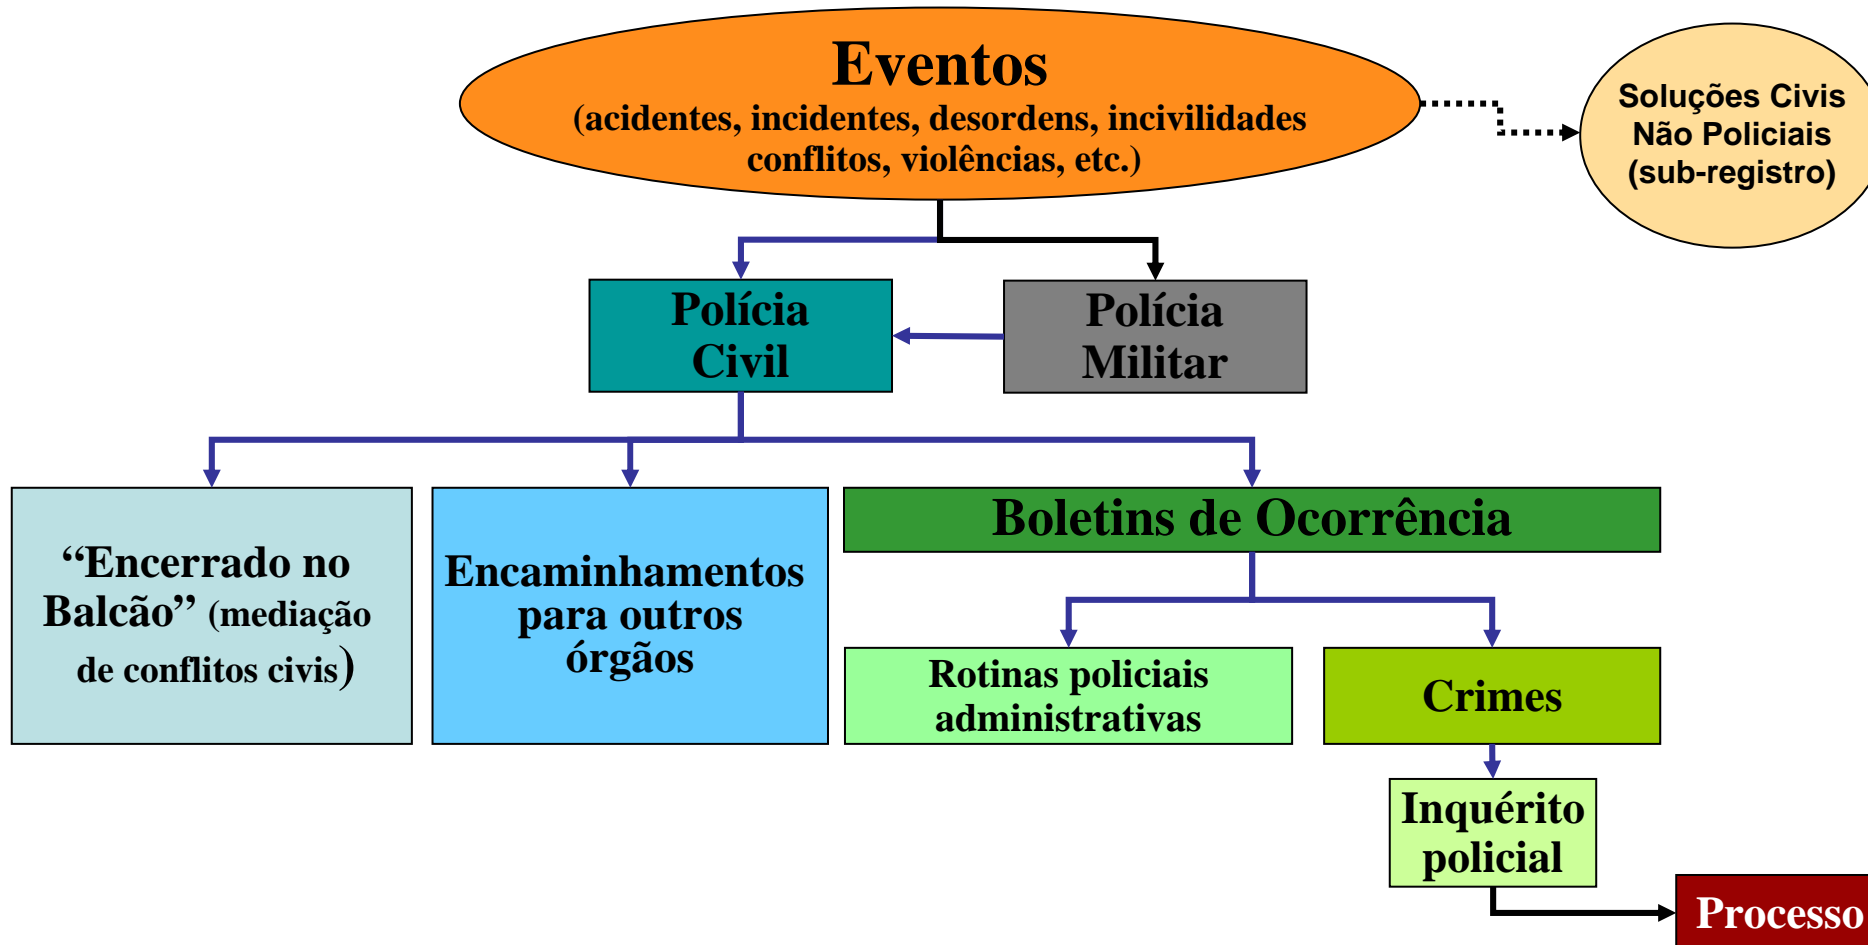 Eventos
(acidentes, incidentes, desordens, incivilidades
conflitos, violências, etc.)
Soluções Civis
Não Policiais
(sub-registro)
Polícia
Civil
Polícia
Militar
“Encerrado no
Balcão” (mediação
de conflitos civis)
Encaminhamentos
para outros
órgãos
Boletins de Ocorrência
Rotinas policiais
administrativas
Crimes
Inquérito
policial
Processo